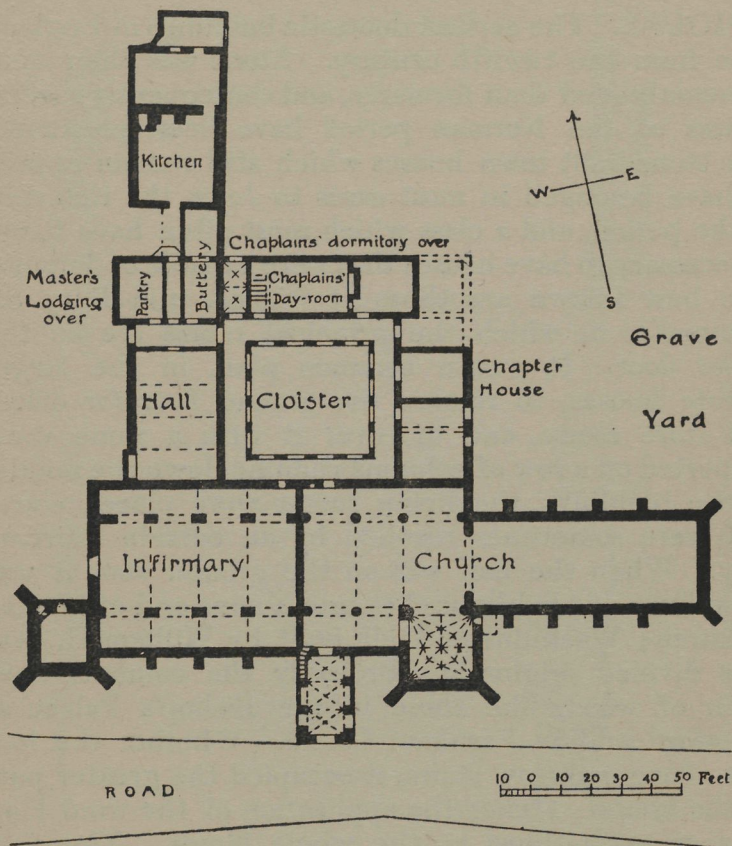 Kitchen
W
E
S
Chaplains' dormitory over
Master's
Lodging
over
Pantry
Buttery
Chaplains'
Day-room
Grave
Yard
Chapter
House
Hall
Cloister
Infirmary
Church
ROAD
10 0 10 20 30 40 50 Feet